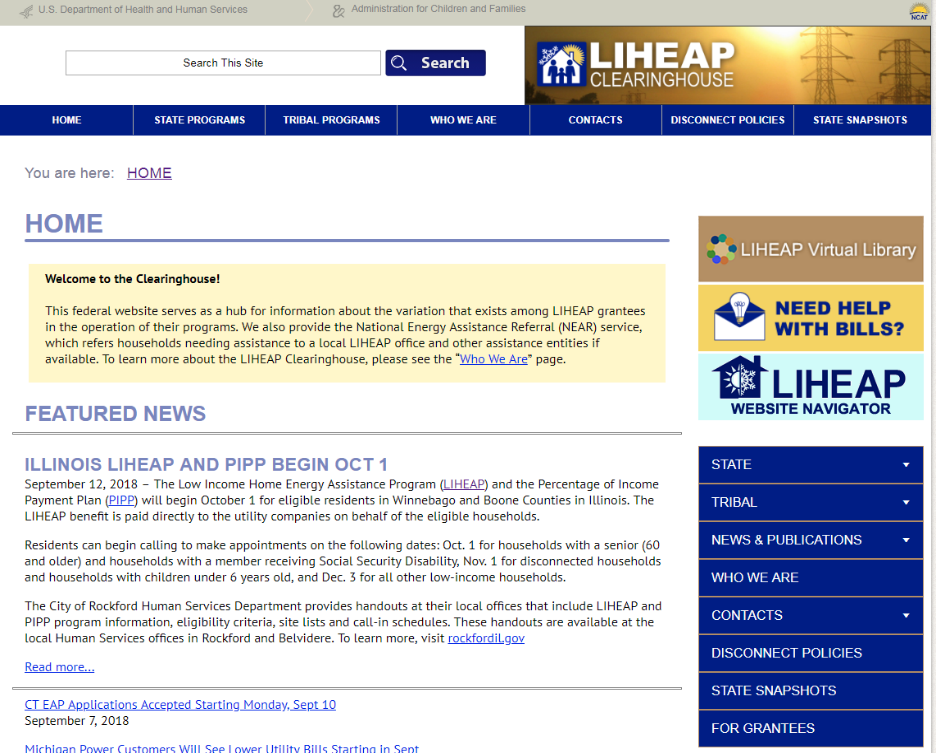 U.S. Department of Health and Human Services
Administration for Children and Families
NCAT
Search This Site
Search
LIHEAP
CLEARINGHOUSE
HOME
STATE PROGRAMS
TRIBAL PROGRAMS
WHO WE ARE
CONTACTS
DISCONNECT POLICIES
STATE SNAPSHOTS
You are here: HOME
HOME
Welcome to the Clearinghouse!
This federal website serves as a hub for information about the variation that exists among LIHEAP grantees
in the operation of their programs. We also provide the National Energy Assistance Referral (NEAR) service,
which refers households needing assistance to a local LIHEAP office and other assistance entities if
available. To learn more about the LIHEAP Clearinghouse, please see the “Who We Are” page.
FEATURED NEWS
ILLINOIS LIHEAP AND PIPP BEGIN OCT 1
September 12, 2018 – The Low Income Home Energy Assistance Program (LIHEAP) and the Percentage of Income
Payment Plan (PIPP) will begin October 1 for eligible residents in Winnebago and Boone Counties in Illinois. The
LIHEAP benefit is paid directly to the utility companies on behalf of the eligible households.
Residents can begin calling to make appointments on the following dates: Oct. 1 for households with a senior (60
and older) and households with a member receiving Social Security Disability, Nov. 1 for disconnected households
and households with children under 6 years old, and Dec. 3 for all other low-income households.
The City of Rockford Human Services Department provides handouts at their local offices that include LIHEAP and
PIPP program information, eligibility criteria, site lists and call-in schedules. These handouts are available at the
local Human Services offices in Rockford and Belvidere. To learn more, visit rockfordil.gov
Read more...
CT EAP Applications Accepted Starting Monday, Sept 10
September 7, 2018
Michigan Power Customers Will See Lower Utility Bills Starting in Sept
LIHEAP Virtual Library
NEED HELP
WITH BILLS?
LIHEAP
WEBSITE NAVIGATOR
STATE
TRIBAL
NEWS & PUBLICATIONS
WHO WE ARE
CONTACTS
DISCONNECT POLICIES
STATE SNAPSHOTS
FOR GRANTEES